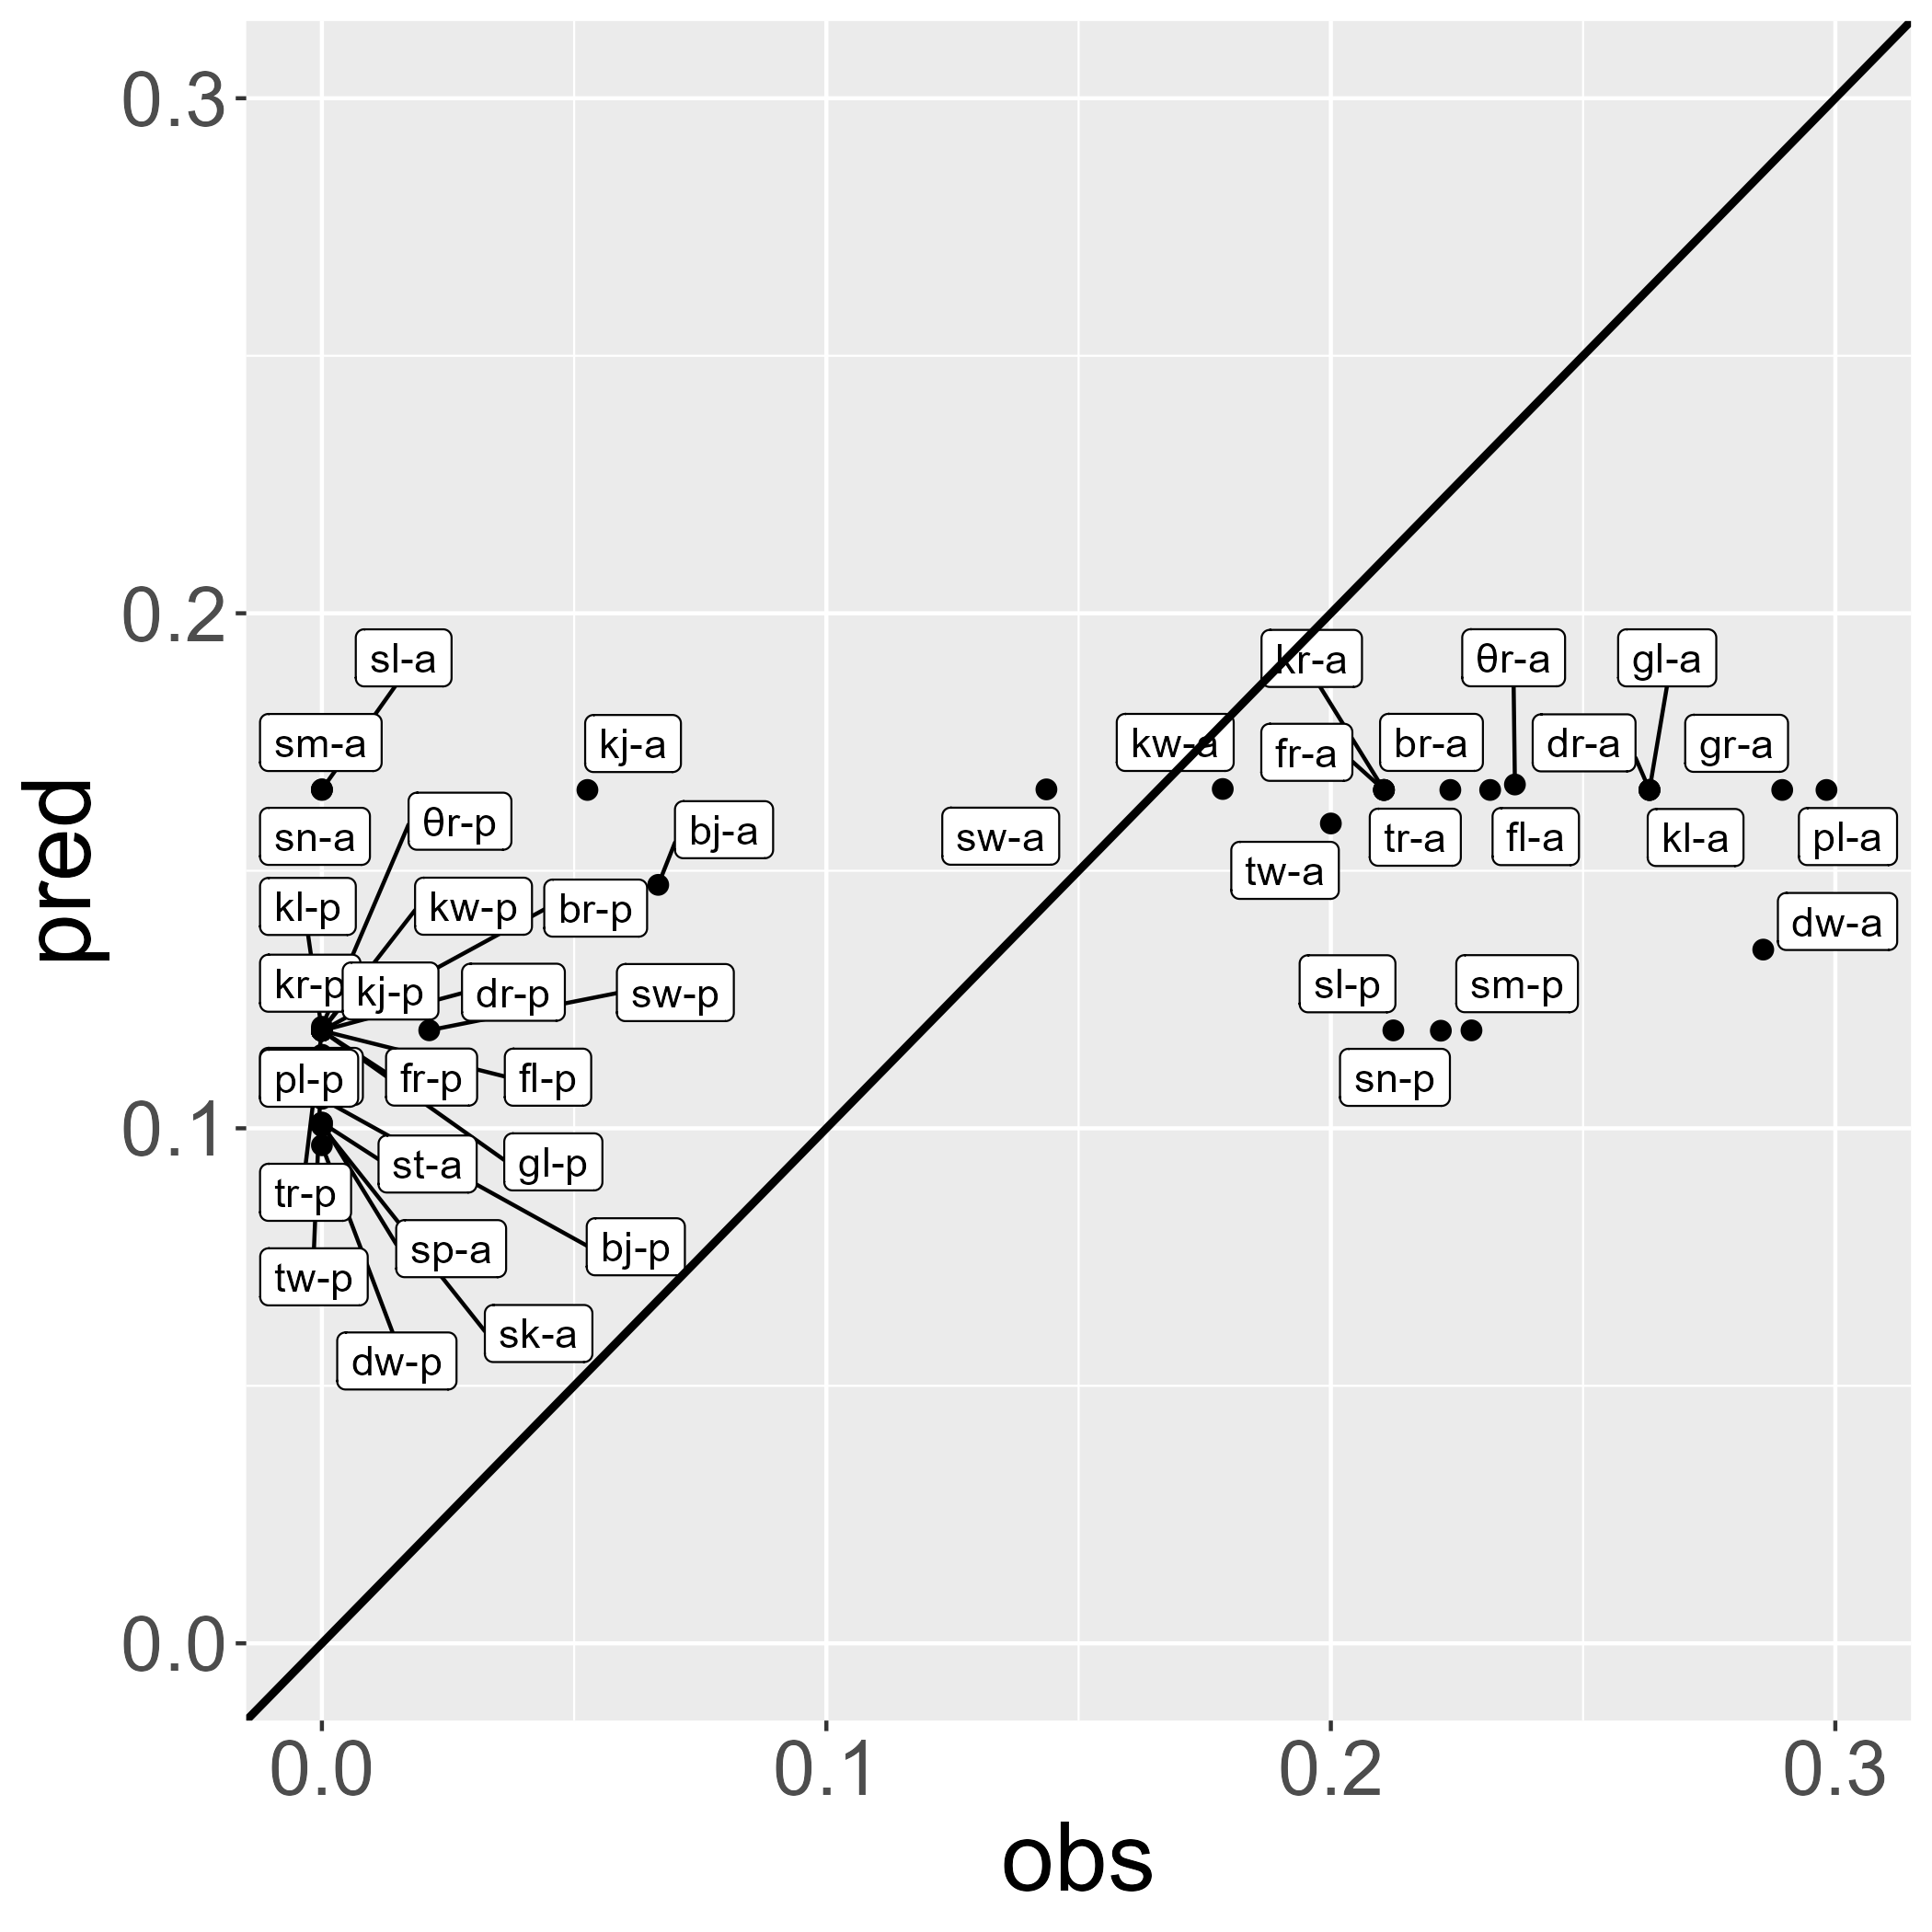 0.3
0.2
sl-a
kr-a
θr-a
gl-a
sm-a
kj-a
kw-a
fr-a
br-a
dr-a
gr-a
sn-a
θr-p
bj-a
sw-a
tw-a
tr-a
fl-a
kl-a
pl-a
kl-p
kw-p
br-p
dw-a
kr-p
kj-p
dr-p
sw-p
sl-p
sm-p
pl-p
fr-p
fl-p
sn-p
0.1
st-a
gl-p
tr-p
sp-a
bj-p
tw-p
sk-a
dw-p
0.0
0.0
0.1
0.2
0.3
obs
pred